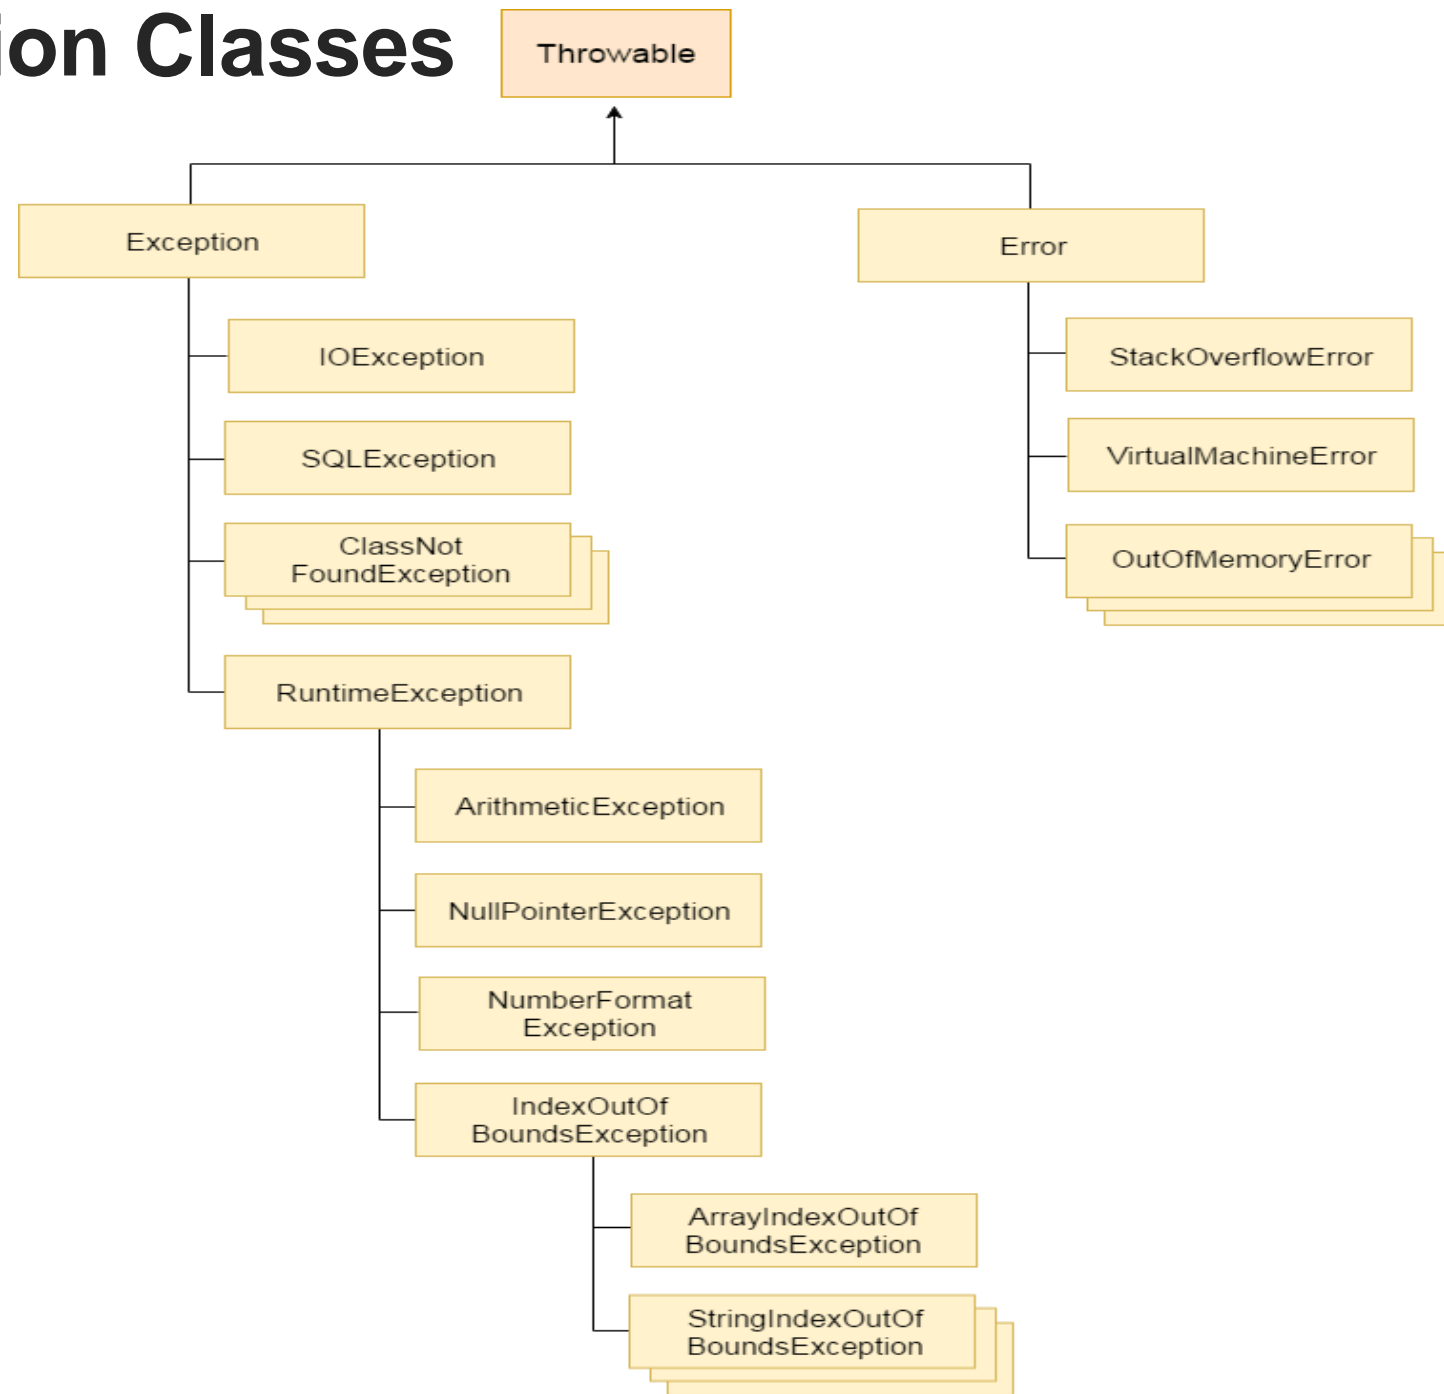 ion Classes
Throwable
Exception
Error
IOException
StackOverflowError
SQLException
VirtualMachineError
ClassNot
FoundException
OutOfMemoryError
RuntimeException
ArithmeticException
NullPointerException
NumberFormat
Exception
IndexOutOf
BoundsException
ArrayIndexOutOf
BoundsException
StringIndexOutOf
BoundsException